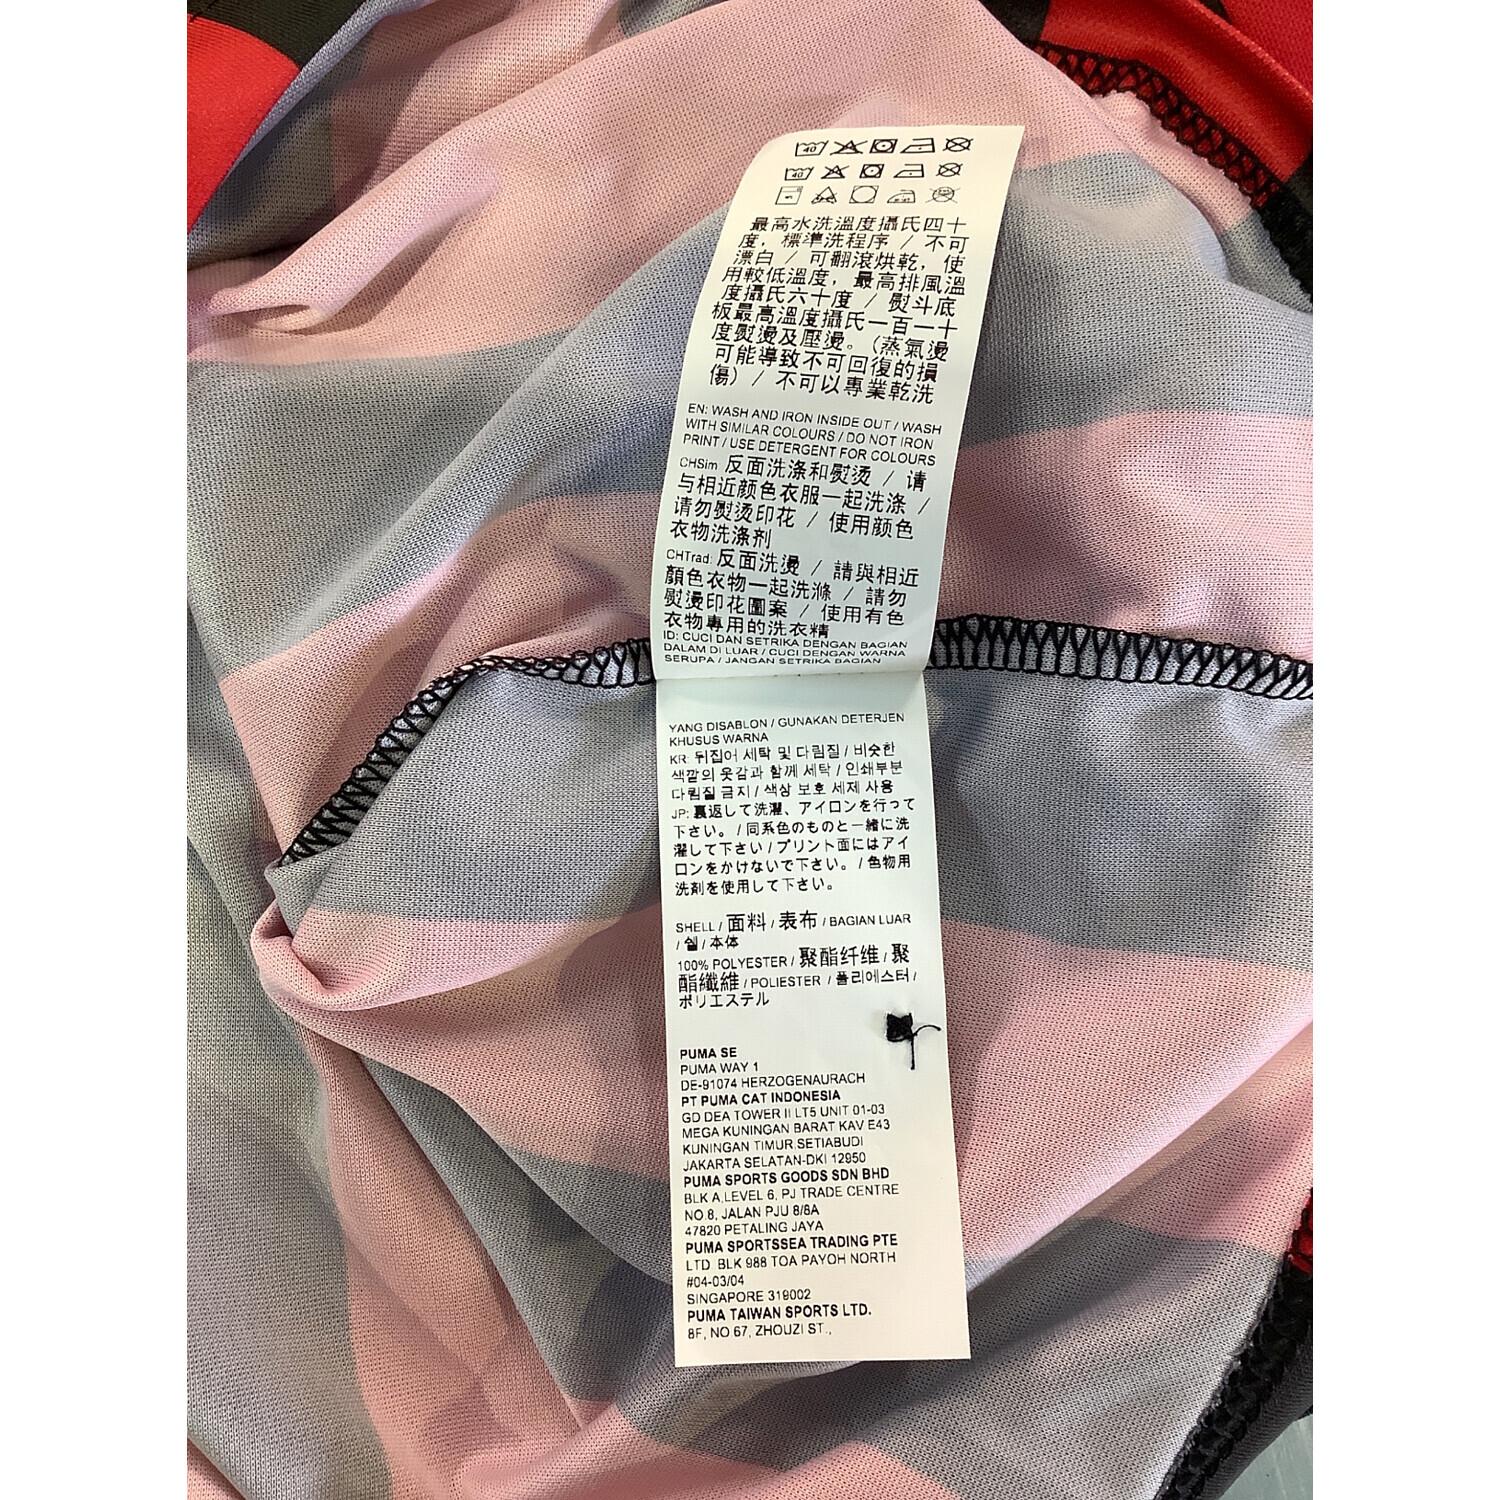 最高水洗溫度攝氏四十
度, 標準洗程序 / 不可
漂白 / 可翻滾烘乾, 使
用較低溫度, 最高排風溫
度攝氏六十度 / 熨斗底
板最高溫度攝氏一百一十
度熨燙及壓燙。(蒸氣燙
可能導致不可回復的損
傷) / 不可以專業乾洗
EN: WASH AND IRON INSIDE OUT / WASH
WITH SIMILAR COLOURS / DO NOT IRON
PRINT / USE DETERGENT FOR COLOURS
CHSim 反面洗涤和熨烫 / 请
与相近颜色衣服一起洗涤 /
请勿熨烫印花 / 使用颜色
衣物洗涤剂
CHTrad: 反面洗燙 / 請與相近
顏色衣物一起洗滌 / 請勿
熨燙印花圖案 / 使用有色
衣物專用的洗衣精
ID: CUCI DAN SETRIKA DENGAN BAGIAN
DALAM DI LUAR / CUCI DENGAN WARNA
SERUPA / JANGAN SETRIKA BAGIAN
YANG DISABLON / GUNAKAN DETERJEN
KHUSUS WARNA
KR: 뒤집어 세탁 및 다림질 / 비슷한
색깔의 옷감과 함께 세탁 / 인쇄부분
다림질 금지 / 색상 보호 세제 사용
JP: 裏返して洗濯、アイロンを行って
下さい。 / 同系色のものと一緒に洗
濯して下さい / プリント面にはアイ
ロンをかけないで下さい。 / 色物用
洗剤を使用して下さい。
SHELL / 面料 / 表布 / BAGIAN LUAR
/ 쉘 / 本体
100% POLYESTER / 聚酯纤维 / 聚
酯纖維 / POLIESTER / 폴리에스터 /
ポリエステル
PUMA SE
PUMA WAY 1
DE-91074 HERZOGENAURACH
PT PUMA CAT INDONESIA
GD DEA TOWER II LT5 UNIT 01-03
MEGA KUNINGAN BARAT KAV E43
KUNINGAN TIMUR SETIABUDI
JAKARTA SELATAN-DKI 12950
PUMA SPORTS GOODS SDN BHD
BLK A,LEVEL 6, PJ TRADE CENTRE
NO.8, JALAN PJU 8/8A
47820 PETALING JAYA
PUMA SPORTSSEA TRADING PTE
LTD. BLK 988 TOA PAYOH NORTH
#04-03/04
SINGAPORE 319002
PUMA TAIWAN SPORTS LTD.
8F, NO 67, ZHOUZI ST.,